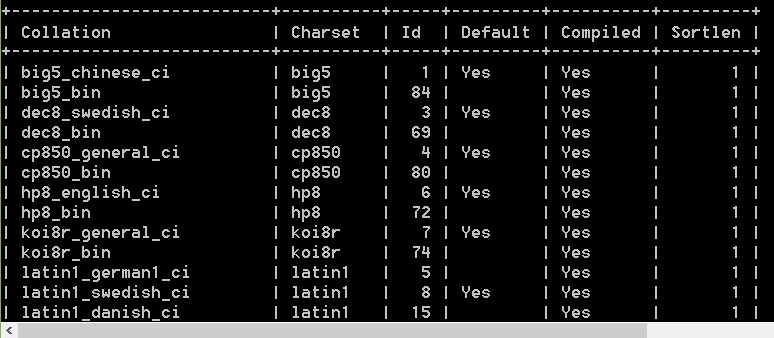 +--------------------------+----------+-----+---------+----------+---------+
| Collation                | Charset  | Id  | Default | Compiled | Sortlen |
+--------------------------+----------+-----+---------+----------+---------+
| big5_chinese_ci          | big5     |   1 | Yes     | Yes      |       1 |
| big5_bin                 | big5     |  84 |         | Yes      |       1 |
| dec8_swedish_ci          | dec8     |   3 | Yes     | Yes      |       1 |
| dec8_bin                 | dec8     |  69 |         | Yes      |       1 |
| cp850_general_ci         | cp850    |   4 | Yes     | Yes      |       1 |
| cp850_bin                | cp850    |  80 |         | Yes      |       1 |
| hp8_english_ci           | hp8      |   6 | Yes     | Yes      |       1 |
| hp8_bin                  | hp8      |  72 |         | Yes      |       1 |
| koi8r_general_ci         | koi8r    |   7 | Yes     | Yes      |       1 |
| koi8r_bin                | koi8r    |  74 |         | Yes      |       1 |
| latin1_german1_ci        | latin1   |   5 |         | Yes      |       1 |
| latin1_swedish_ci        | latin1   |   8 | Yes     | Yes      |       1 |
| latin1_danish_ci         | latin1   |  15 |         | Yes      |       1 |